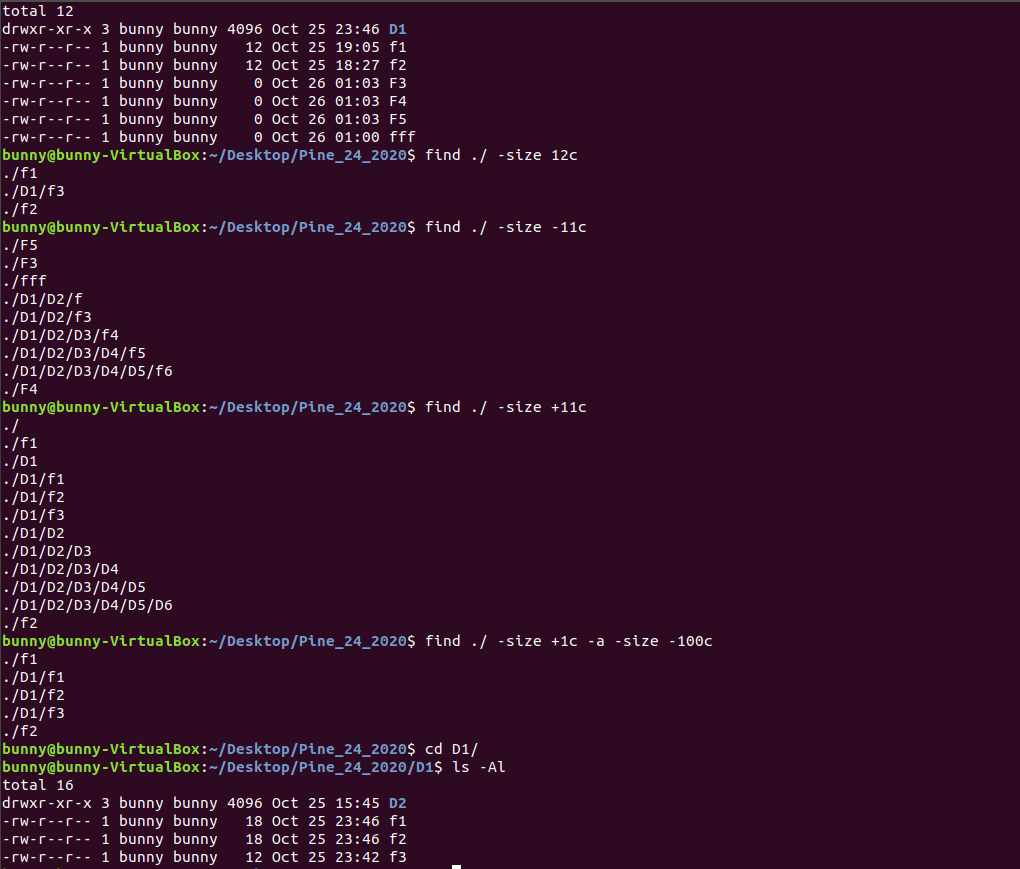 total 12
drwxr-xr-x 3 bunny bunny 4096 Oct 25 23:46 D1
-rw-r--r-- 1 bunny bunny   12 Oct 25 19:05 f1
-rw-r--r-- 1 bunny bunny   12 Oct 25 18:27 f2
-rw-r--r-- 1 bunny bunny    0 Oct 26 01:03 F3
-rw-r--r-- 1 bunny bunny    0 Oct 26 01:03 F4
-rw-r--r-- 1 bunny bunny    0 Oct 26 01:03 F5
-rw-r--r-- 1 bunny bunny    0 Oct 26 01:00 fff
bunny@bunny-VirtualBox:~/Desktop/Pine_24_2020$ find ./ -size 12c
./f1
./D1/f3
./f2
bunny@bunny-VirtualBox:~/Desktop/Pine_24_2020$ find ./ -size -11c
./F5
./F3
./fff
./D1/D2/f
./D1/D2/f3
./D1/D2/D3/f4
./D1/D2/D3/D4/f5
./D1/D2/D3/D4/D5/f6
./F4
bunny@bunny-VirtualBox:~/Desktop/Pine_24_2020$ find ./ -size +11c
./
./f1
./D1
./D1/f1
./D1/f2
./D1/f3
./D1/D2
./D1/D2/D3
./D1/D2/D3/D4
./D1/D2/D3/D4/D5
./D1/D2/D3/D4/D5/D6
./f2
bunny@bunny-VirtualBox:~/Desktop/Pine_24_2020$ find ./ -size +1c -a -size -100c
./f1
./D1/f1
./D1/f2
./D1/f3
./f2
bunny@bunny-VirtualBox:~/Desktop/Pine_24_2020$ cd D1/
bunny@bunny-VirtualBox:~/Desktop/Pine_24_2020/D1$ ls -Al
total 16
drwxr-xr-x 3 bunny bunny 4096 Oct 25 15:45 D2
-rw-r--r-- 1 bunny bunny   18 Oct 25 23:46 f1
-rw-r--r-- 1 bunny bunny   18 Oct 25 23:46 f2
-rw-r--r-- 1 bunny bunny   12 Oct 25 23:42 f3